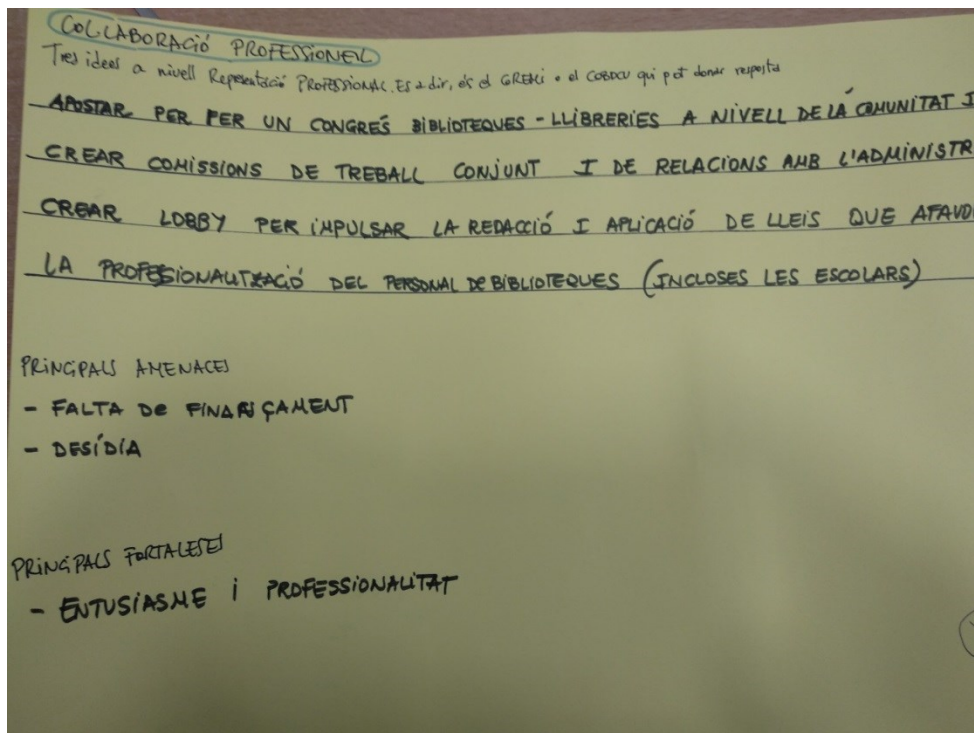 COL·LABORACIÓ PROFESSIONAL
Tres idees a nivell Representació PROFESSIONAL. És a dir, és el GREMI o el COBDCV qui pot donar resposta
APOSTAR PER FER UN CONGRÉS BIBLIOTEQUES - LLIBRERIES A NIVELL DE LA COMUNITAT I
CREAR COMISSIONS DE TREBALL CONJUNT I DE RELACIONS AMB L'ADMINISTR
CREAR LOBBY PER IMPULSAR LA REDACCIÓ I APLICACIÓ DE LLEIS QUE AFAVO
LA PROFESSIONALITZACIÓ DEL PERSONAL DE BIBLIOTEQUES (INCLOSES LES ESCOLARS)
PRINCIPALS AMENACES
- FALTA DE FINANÇAMENT
- DESÍDIA
PRINCIPALS FORTALESES
- ENTUSIASME I PROFESSIONALITAT